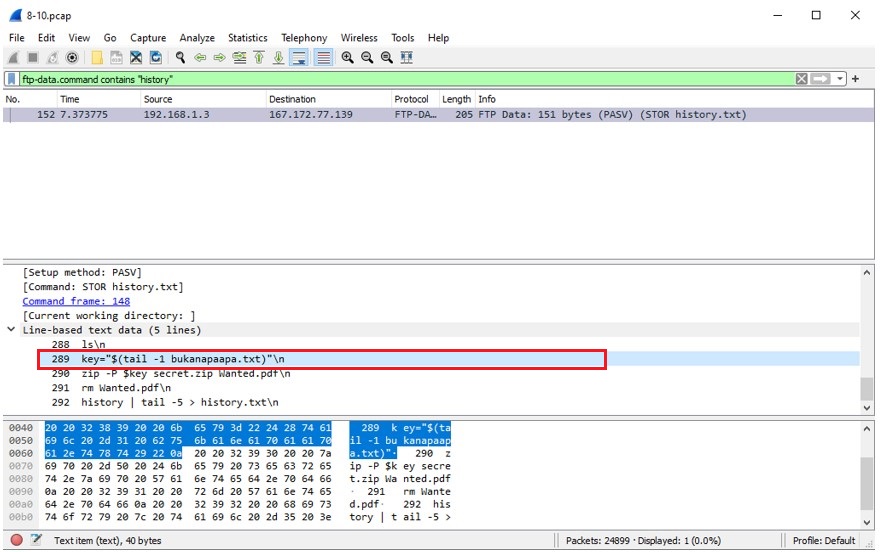 8-10.pcap
File Edit View Go Capture Analyze Statistics Telephony Wireless Tools Help
ftp-data.command contains "history"
No. Time Source Destination Protocol Length Info
152 7.373775 192.168.1.3 167.172.77.139 FTP-DA… 205 FTP Data: 151 bytes (PASV) (STOR history.txt)
[Setup method: PASV]
[Command: STOR history.txt]
Command frame: 148
[Current working directory: ]
Line-based text data (5 lines)
288 ls\n
289 key="$(tail -1 bukanapaapa.txt)"\n
290 zip -P $key secret.zip Wanted.pdf\n
291 rm Wanted.pdf\n
292 history | tail -5 > history.txt\n
0040 20 20 32 38 39 20 20 6b 65 79 3d 22 24 28 74 61 289 k ey="$(ta
0050 69 6c 20 2d 31 20 62 75 6b 61 6e 61 70 61 61 70 il -1 bu kanapaap
0060 61 2e 74 78 74 29 22 0a 20 20 32 39 30 20 20 7a a.txt)"· 290 z
0070 69 70 20 2d 50 20 24 6b 65 79 20 73 65 63 72 65 ip -P $k ey secre
0080 74 2e 7a 69 70 20 57 61 6e 74 65 64 2e 70 64 66 t.zip Wa nted.pdf
0090 0a 20 20 32 39 31 20 20 72 6d 20 57 61 6e 74 65 · 291 rm Wante
00a0 64 2e 70 64 66 0a 20 20 32 39 32 20 20 68 69 73 d.pdf· 292 his
00b0 74 6f 72 79 20 7c 20 74 61 69 6c 20 2d 35 20 3e tory | t ail -5 >
Text item (text), 40 bytes Packets: 24899 · Displayed: 1 (0.0%) Profile: Default